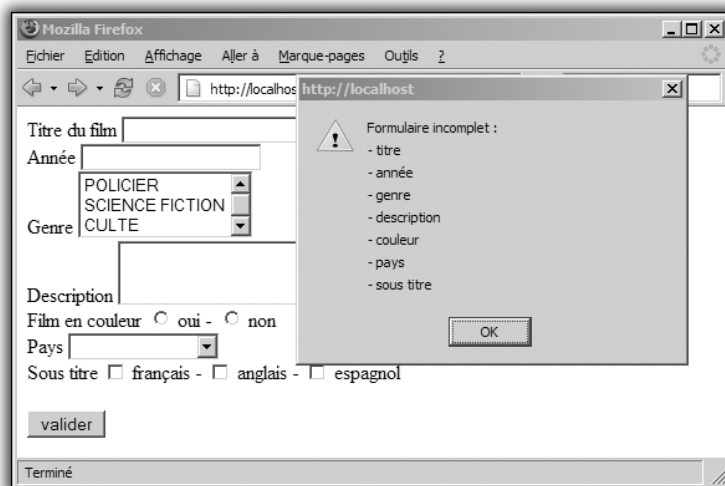 Mozilla Firefox
Fichier Edition Affichage Aller à Marque-pages Outils ?
http://localhos
http://localhost
Formulaire incomplet :
- titre
- année
- genre
- description
- couleur
- pays
- sous titre
OK
Titre du film
Année
POLICIER
SCIENCE FICTION
CULTE
Genre
Description
Film en couleur oui - non
Pays
Sous titre français - anglais - espagnol
valider
Terminé